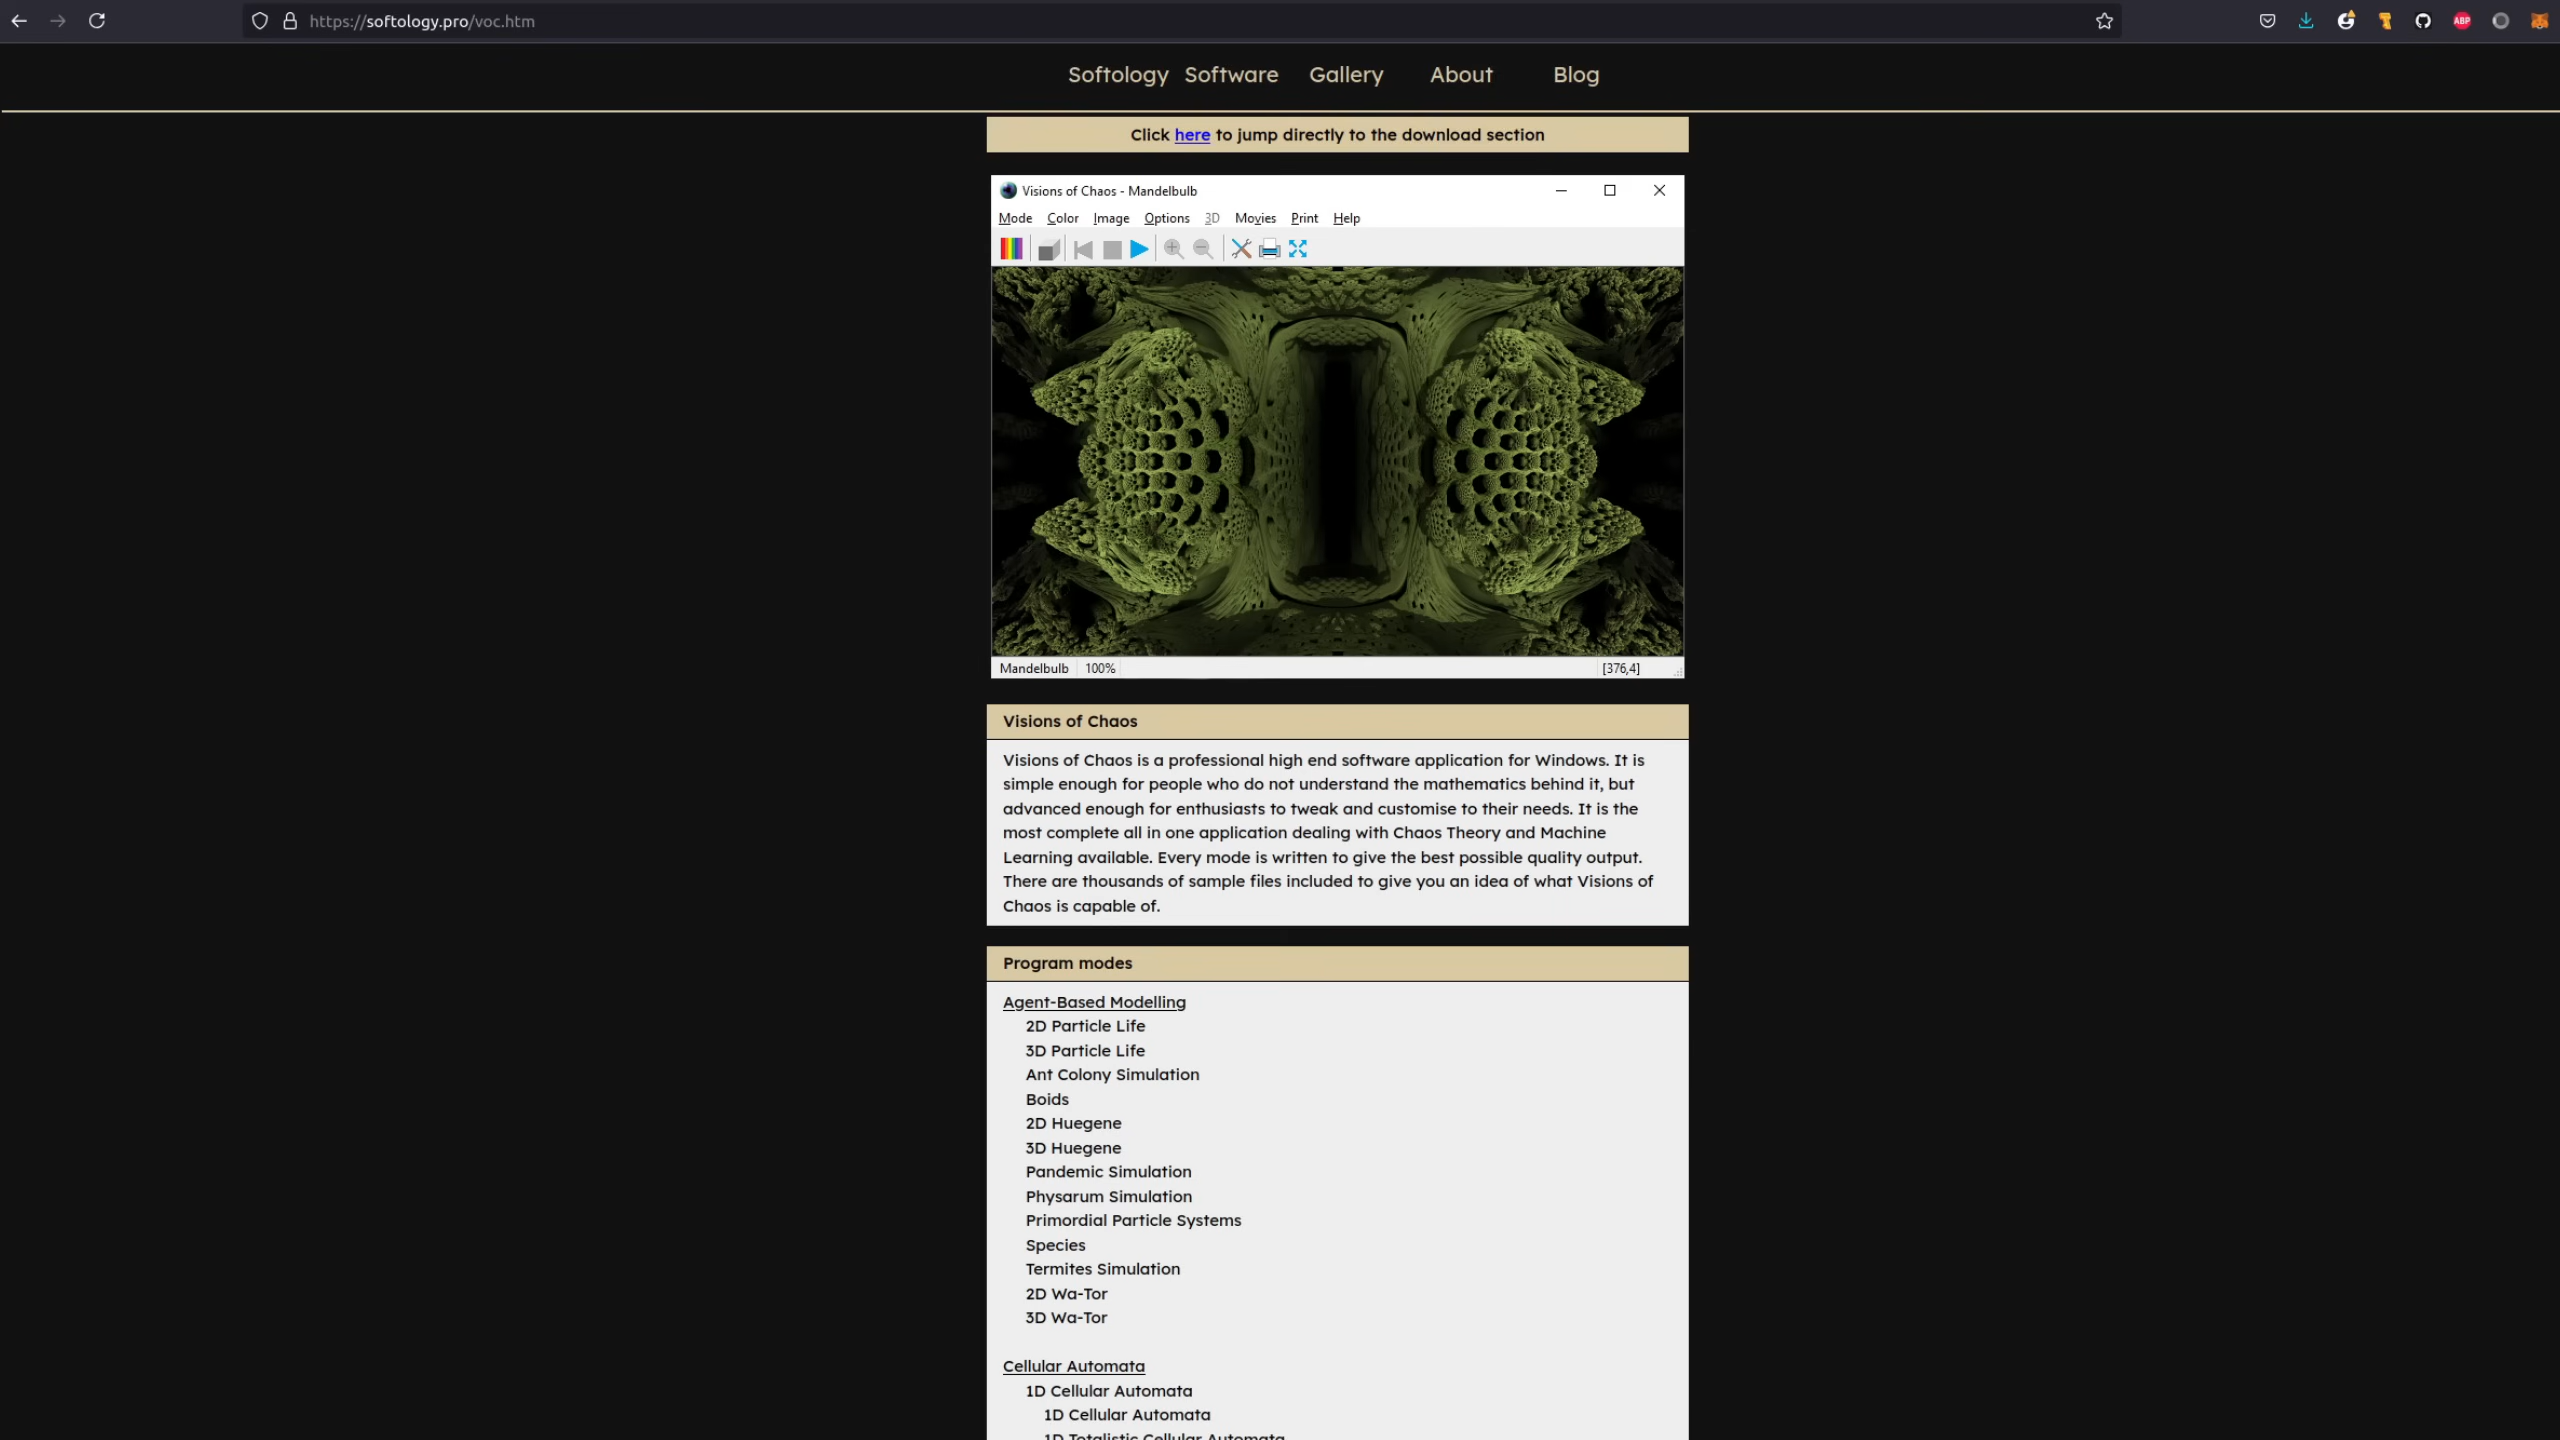 https://softology.pro/voc.htm
ABP
Softology Software Gallery About Blog
Click here to jump directly to the download section
Visions of Chaos - Mandelbulb
Mode Color Image Options 3D Movies Print Help
Mandelbulb 100% [376,4]
Visions of Chaos
Visions of Chaos is a professional high end software application for Windows. It is
simple enough for people who do not understand the mathematics behind it, but
advanced enough for enthusiasts to tweak and customise to their needs. It is the
most complete all in one application dealing with Chaos Theory and Machine
Learning available. Every mode is written to give the best possible quality output.
There are thousands of sample files included to give you an idea of what Visions of
Chaos is capable of.
Program modes
Agent-Based Modelling
2D Particle Life
3D Particle Life
Ant Colony Simulation
Boids
2D Huegene
3D Huegene
Pandemic Simulation
Physarum Simulation
Primordial Particle Systems
Species
Termites Simulation
2D Wa-Tor
3D Wa-Tor
Cellular Automata
1D Cellular Automata
1D Cellular Automata
1D Totalistic Cellular Automata